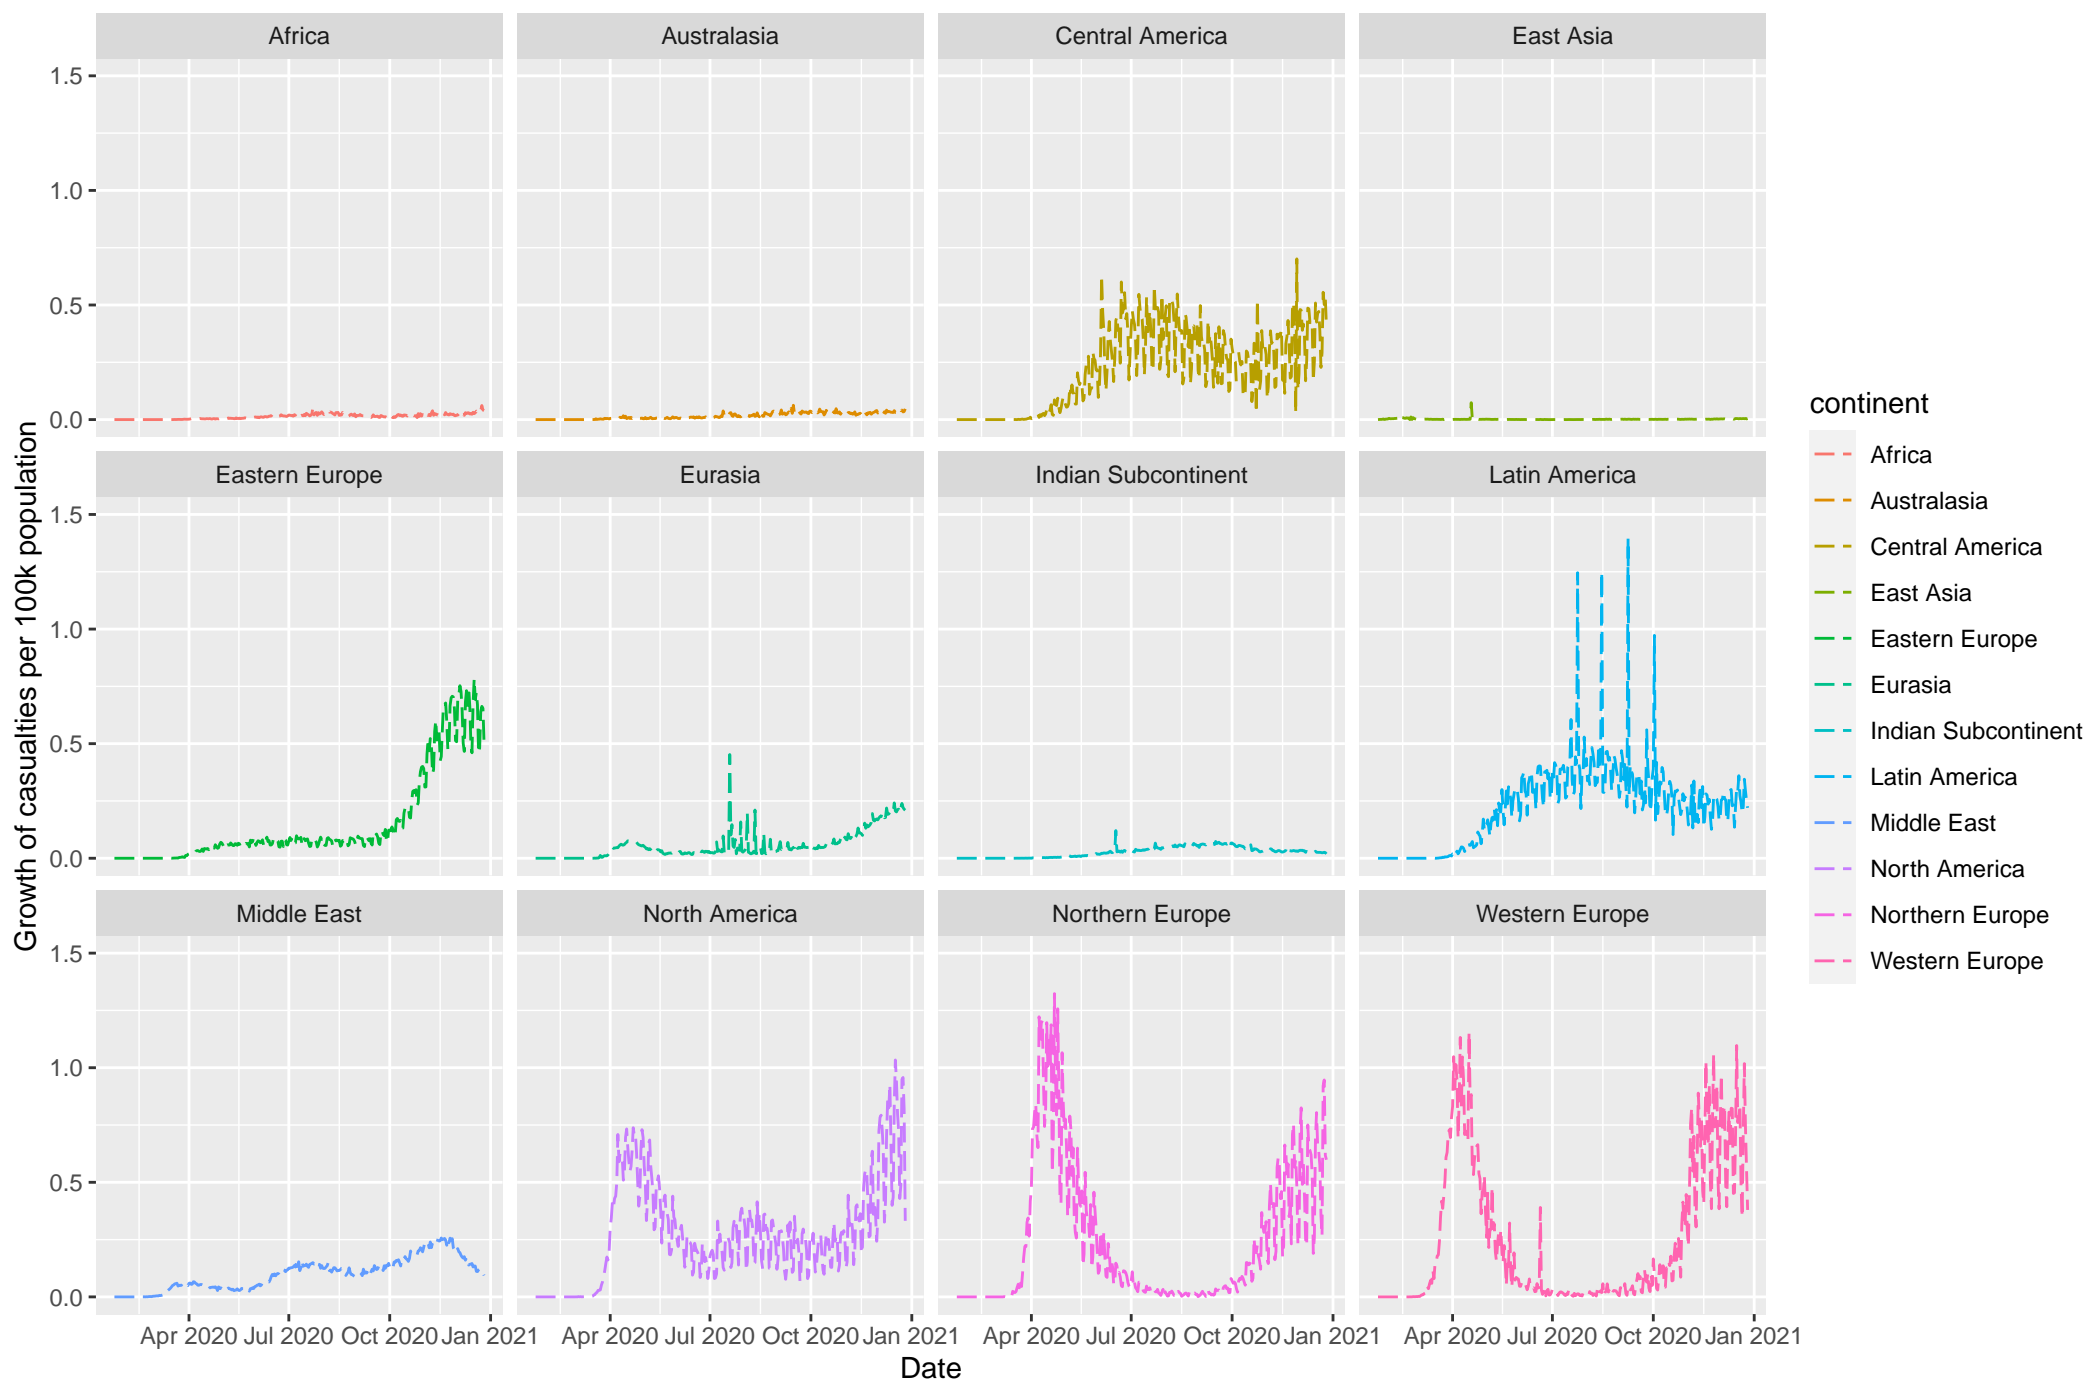 Africa
Australasia
Central America
East Asia
1.5
1.0
0.5
0.0
Eastern Europe
Eurasia
Indian Subcontinent
Latin America
1.5
1.0
0.5
0.0
Middle East
North America
Northern Europe
Western Europe
1.5
1.0
0.5
0.0
Apr 2020 Jul 2020 Oct 2020 Jan 2021
Apr 2020 Jul 2020 Oct 2020 Jan 2021
Apr 2020 Jul 2020 Oct 2020 Jan 2021
Apr 2020 Jul 2020 Oct 2020 Jan 2021
Date
Growth of casualties per 100k population
continent
Africa
Australasia
Central America
East Asia
Eastern Europe
Eurasia
Indian Subcontinent
Latin America
Middle East
North America
Northern Europe
Western Europe